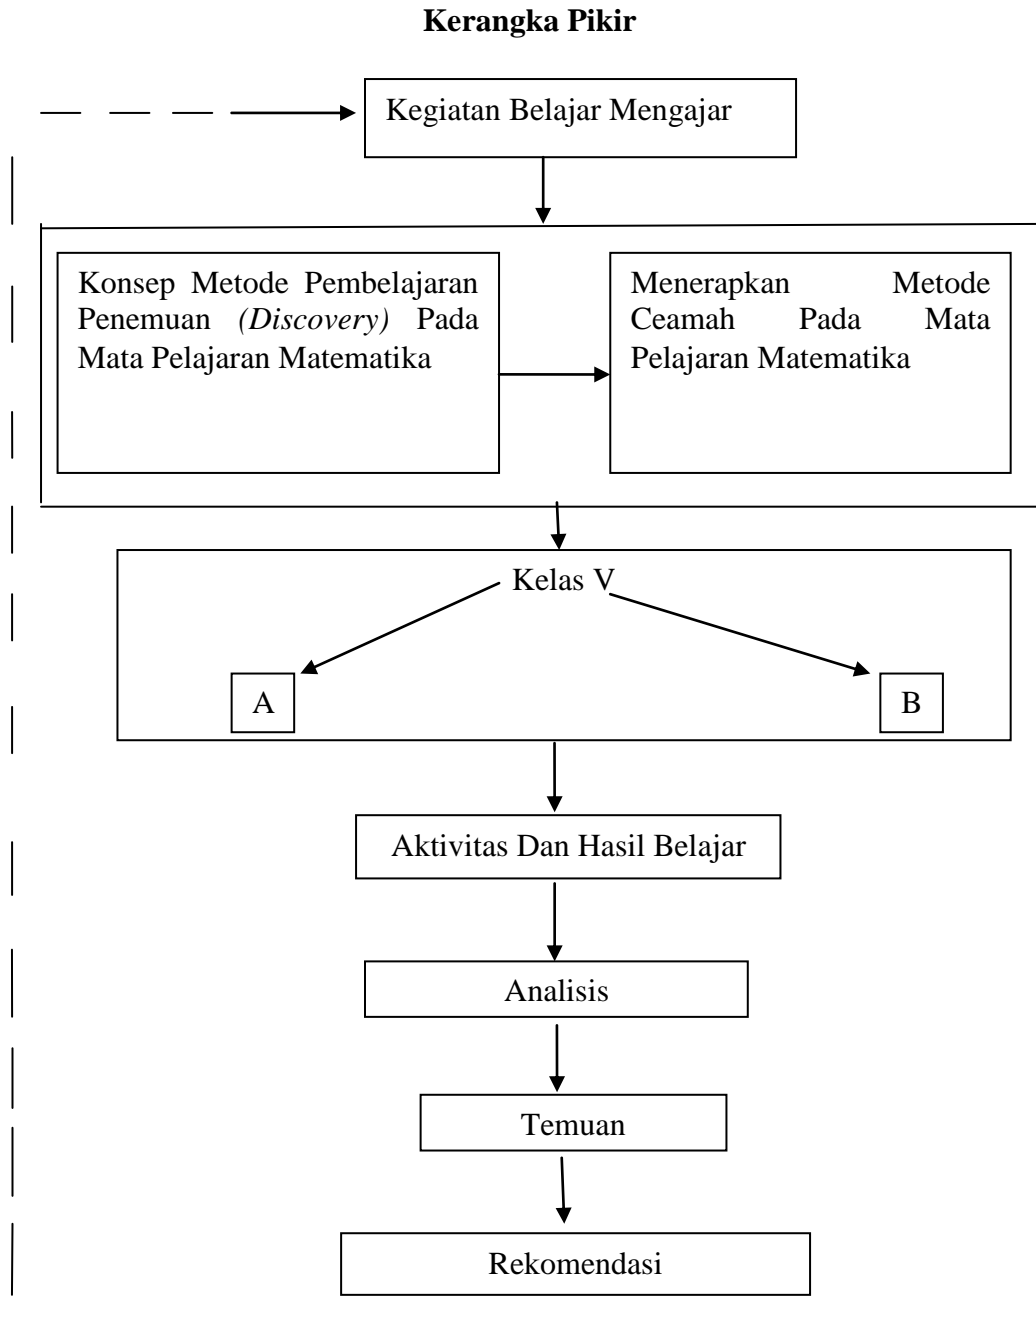 Kerangka Pikir
Kegiatan Belajar Mengajar
Konsep Metode Pembelajaran
Penemuan (Discovery) Pada
Mata Pelajaran Matematika
Menerapkan Metode
Ceamah Pada Mata
Pelajaran Matematika
Kelas V
A
B
Aktivitas Dan Hasil Belajar
Analisis
Temuan
Rekomendasi